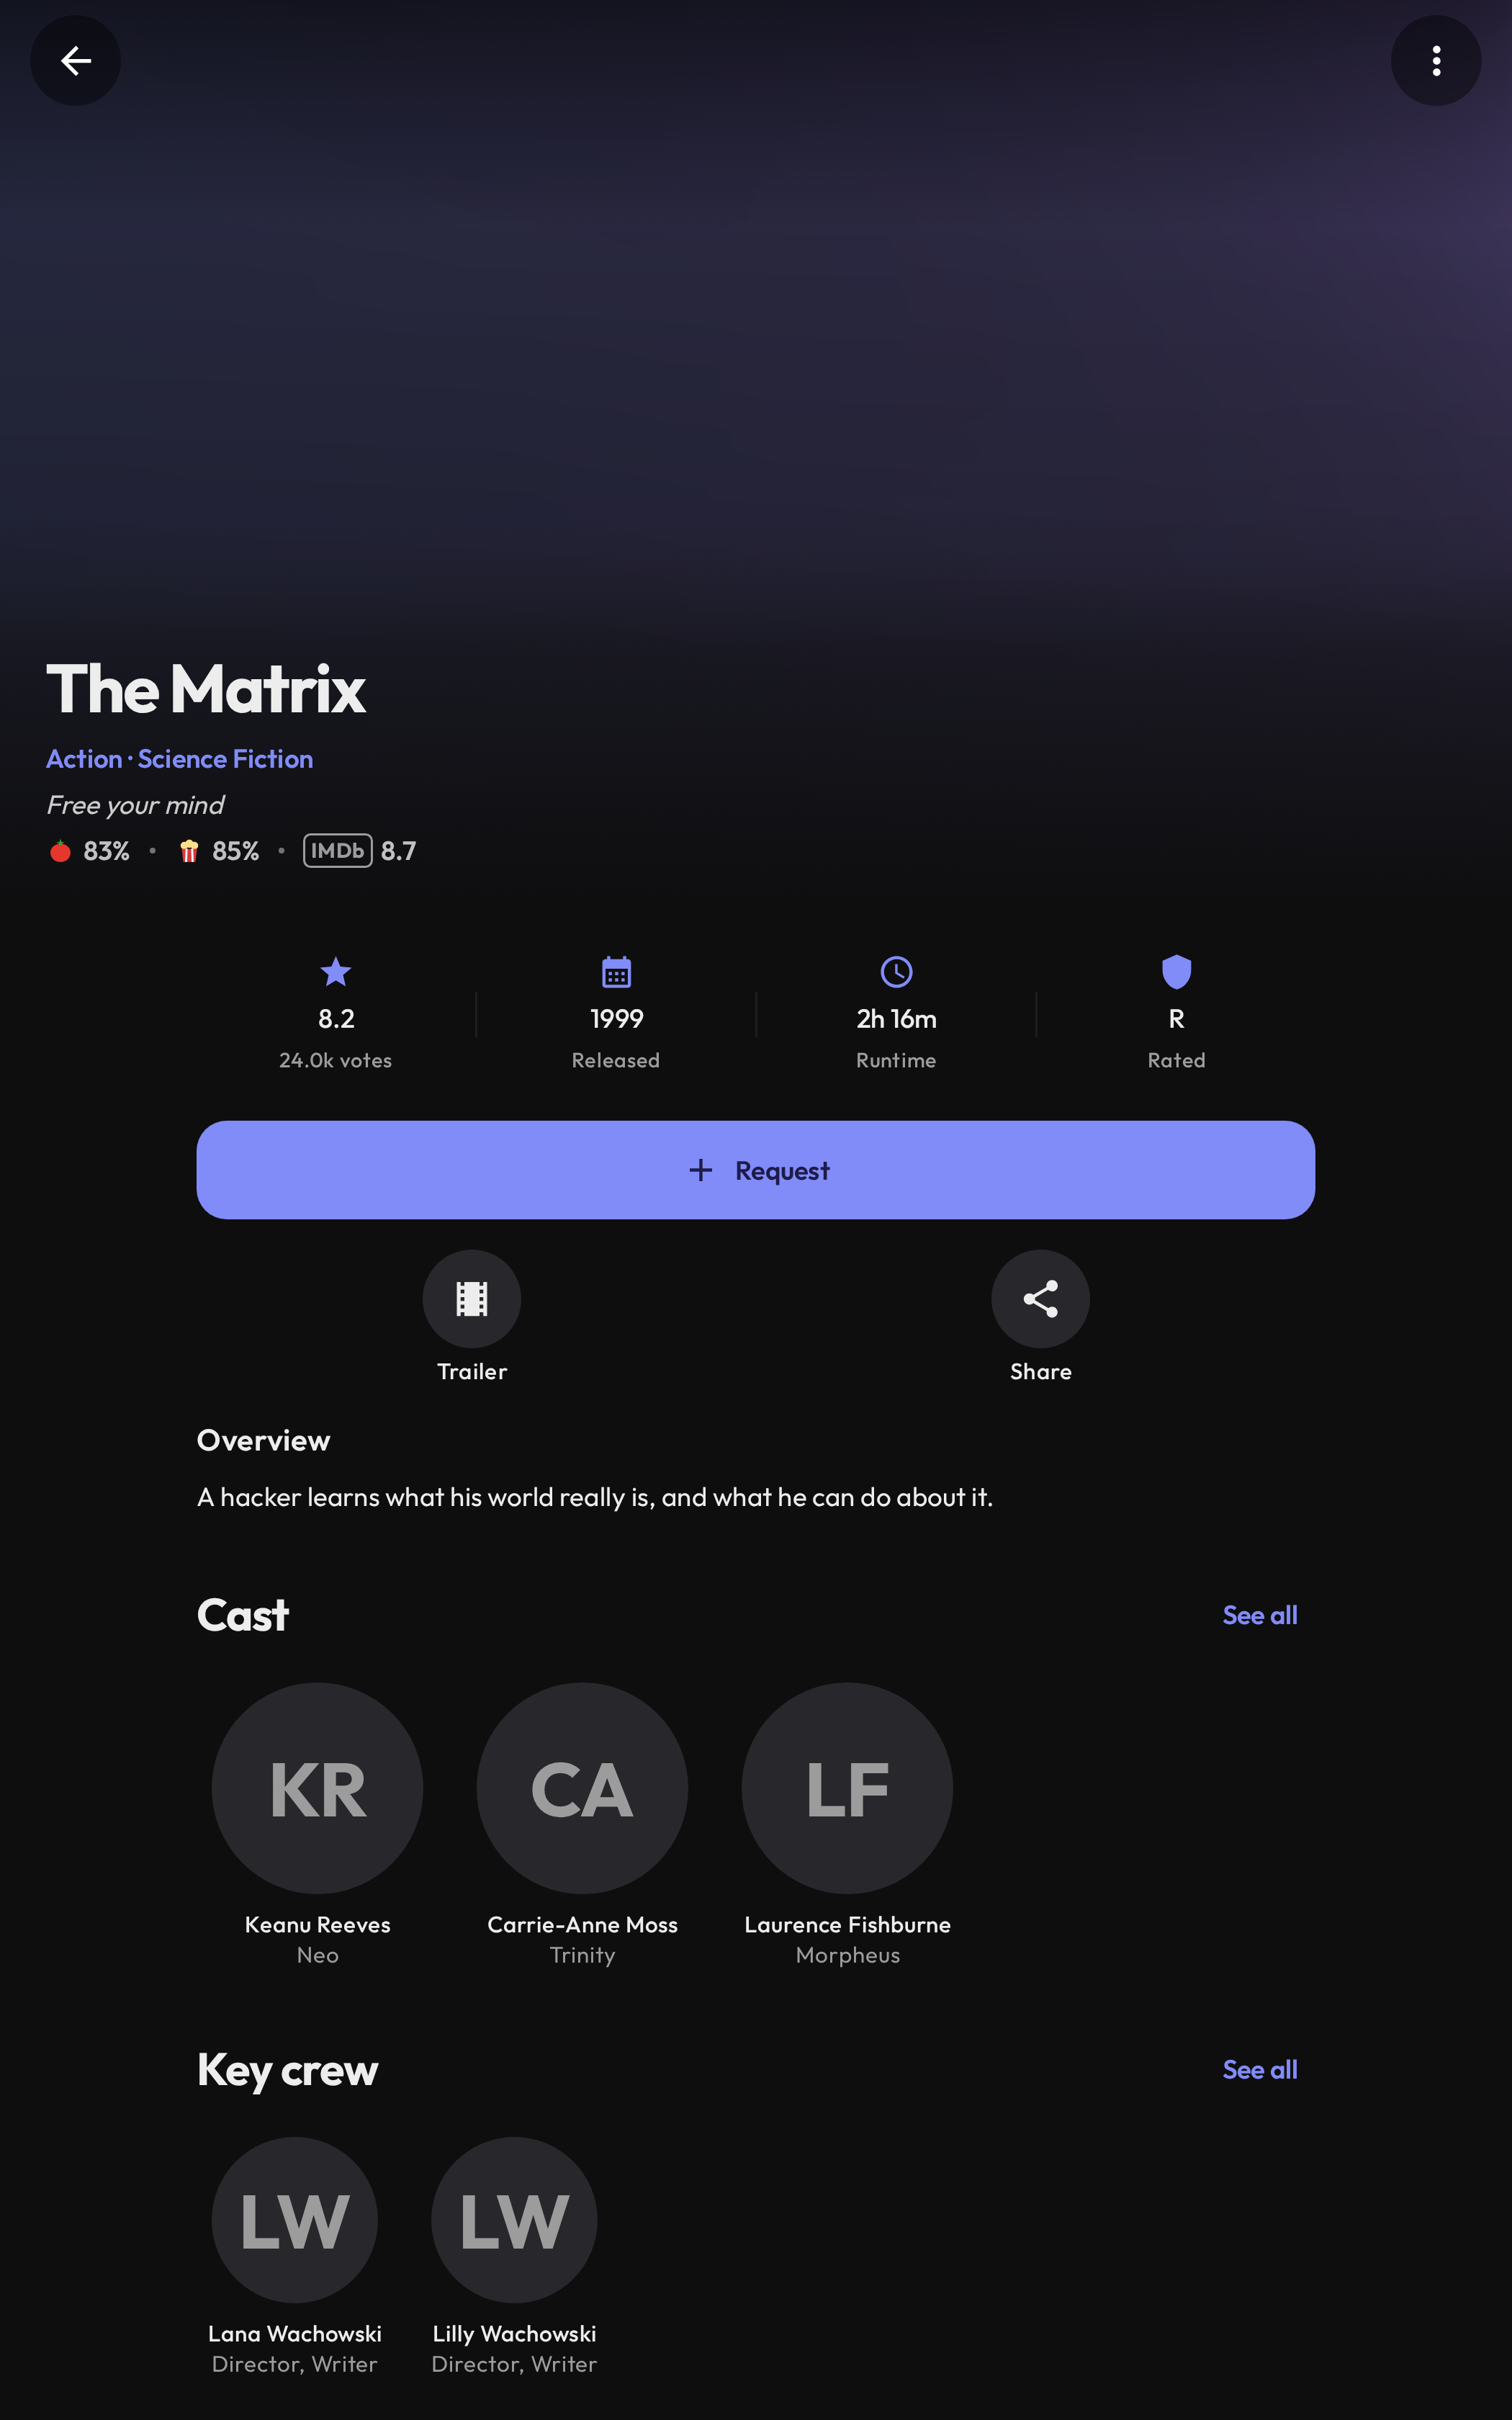 The Matrix
Action · Science Fiction
Free your mind
83% • 85% • IMDb 8.7
8.2
24.0k votes
1999
Released
2h 16m
Runtime
R
Rated
Request
Trailer
Share
Overview
A hacker learns what his world really is, and what he can do about it.
Cast
See all
KR
CA
LF
Keanu Reeves
Neo
Carrie-Anne Moss
Trinity
Laurence Fishburne
Morpheus
Key crew
See all
LW
LW
Lana Wachowski
Director, Writer
Lilly Wachowski
Director, Writer